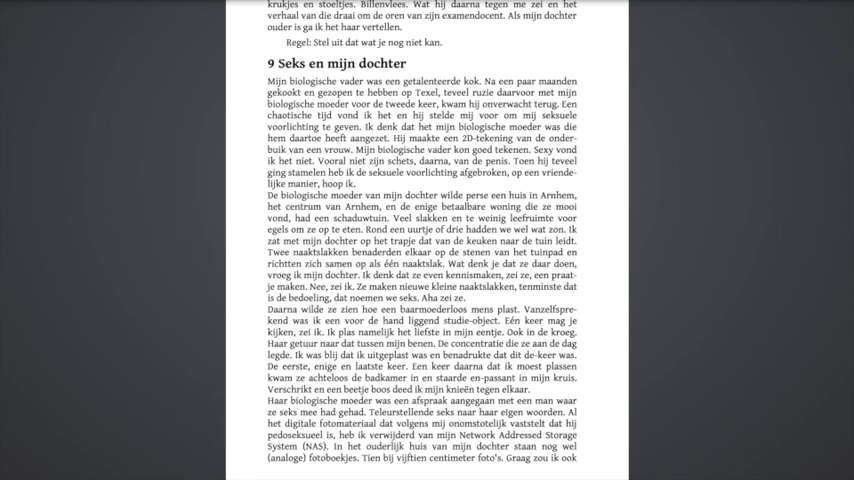 krukjes en stoeltjes. Billenvlees. Wat hij daarna tegen me zei en het
verhaal van die draai om de oren van zijn examendocent. Als mijn dochter
ouder is ga ik het haar vertellen.
Regel: Stel uit dat wat je nog niet kan.
9 Seks en mijn dochter
Mijn biologische vader was een getalenteerde kok. Na een paar maanden
gekookt en gezopen te hebben op Texel, teveel ruzie daarvoor met mijn
biologische moeder voor de tweede keer, kwam hij onverwacht terug. Een
chaotische tijd vond ik het en hij stelde mij voor om mij seksuele
voorlichting te geven. Ik denk dat het mijn biologische moeder was die
hem daartoe heeft aangezet. Hij maakte een 2D-tekening van de onder-
buik van een vrouw. Mijn biologische vader kon goed tekenen. Sexy vond
ik het niet. Vooral niet zijn schets, daarna, van de penis. Toen hij teveel
ging stamelen heb ik de seksuele voorlichting afgebroken, op een vriende-
lijke manier, hoop ik.
De biologische moeder van mijn dochter wilde perse een huis in Arnhem,
het centrum van Arnhem, en de enige betaalbare woning die ze mooi
vond, had een schaduwtuin. Veel slakken en te weinig leefruimte voor
egels om ze op te eten. Rond een uurtje of drie hadden we wel wat zon. Ik
zat met mijn dochter op het trapje dat van de keuken naar de tuin leidt.
Twee naaktslakken benaderden elkaar op de stenen van het tuinpad en
richtten zich samen op als één naaktslak. Wat denk je dat ze daar doen,
vroeg ik mijn dochter. Ik denk dat ze even kennismaken, zei ze, een praat-
je maken. Nee, zei ik. Ze maken nieuwe kleine naaktslakken, tenminste dat
is de bedoeling, dat noemen we seks. Aha zei ze.
Daarna wilde ze zien hoe een baarmoederloos mens plast. Vanzelfspre-
kend was ik een voor de hand liggend studie-object. Eén keer mag je
kijken, zei ik. Ik plas namelijk het liefste in mijn eentje. Ook in de kroeg.
Haar getuur naar dat tussen mijn benen. De concentratie die ze aan de dag
legde. Ik was blij dat ik uitgeplast was en benadrukte dat dit de-keer was.
De eerste, enige en laatste keer. Een keer daarna dat ik moest plassen
kwam ze achteloos de badkamer in en staarde en-passant in mijn kruis.
Verschrikt en een beetje boos deed ik mijn knieën tegen elkaar.
Haar biologische moeder was een afspraak aangegaan met een man waar
ze seks mee had gehad. Teleurstellende seks naar haar eigen woorden. Al
het digitale fotomateriaal dat volgens mij onomstotelijk vaststelt dat hij
pedoseksueel is, heb ik verwijderd van mijn Network Addressed Storage
System (NAS). In het ouderlijk huis van mijn dochter staan nog wel
(analoge) fotoboekjes. Tien bij vijftien centimeter foto's. Graag zou ik ook